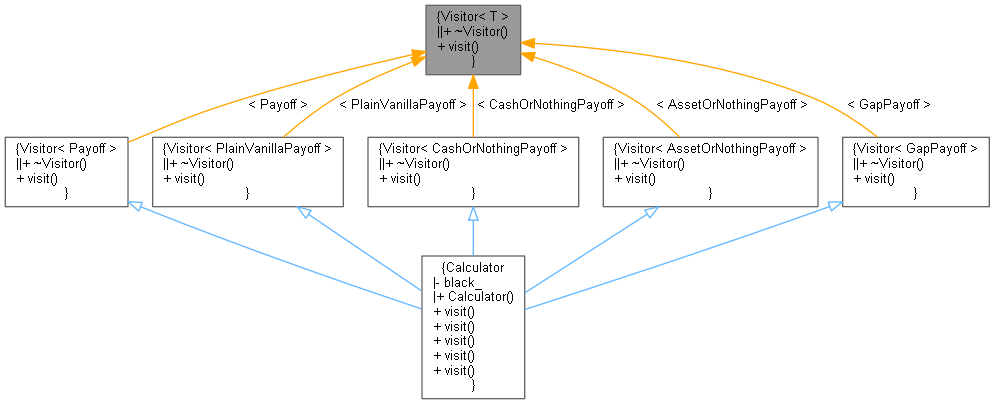 {Visitor< T >
||+ ~Visitor()
+ visit()
}
< Payoff >
< PlainVanillaPayoff >
< CashOrNothingPayoff >
< AssetOrNothingPayoff >
< GapPayoff >
{Visitor< Payoff >
||+ ~Visitor()
+ visit()
}
{Visitor< PlainVanillaPayoff >
||+ ~Visitor()
+ visit()
}
{Visitor< CashOrNothingPayoff >
||+ ~Visitor()
+ visit()
}
{Visitor< AssetOrNothingPayoff >
||+ ~Visitor()
+ visit()
}
{Visitor< GapPayoff >
||+ ~Visitor()
+ visit()
}
{Calculator
|- black_
|+ Calculator()
+ visit()
+ visit()
+ visit()
+ visit()
+ visit()
}